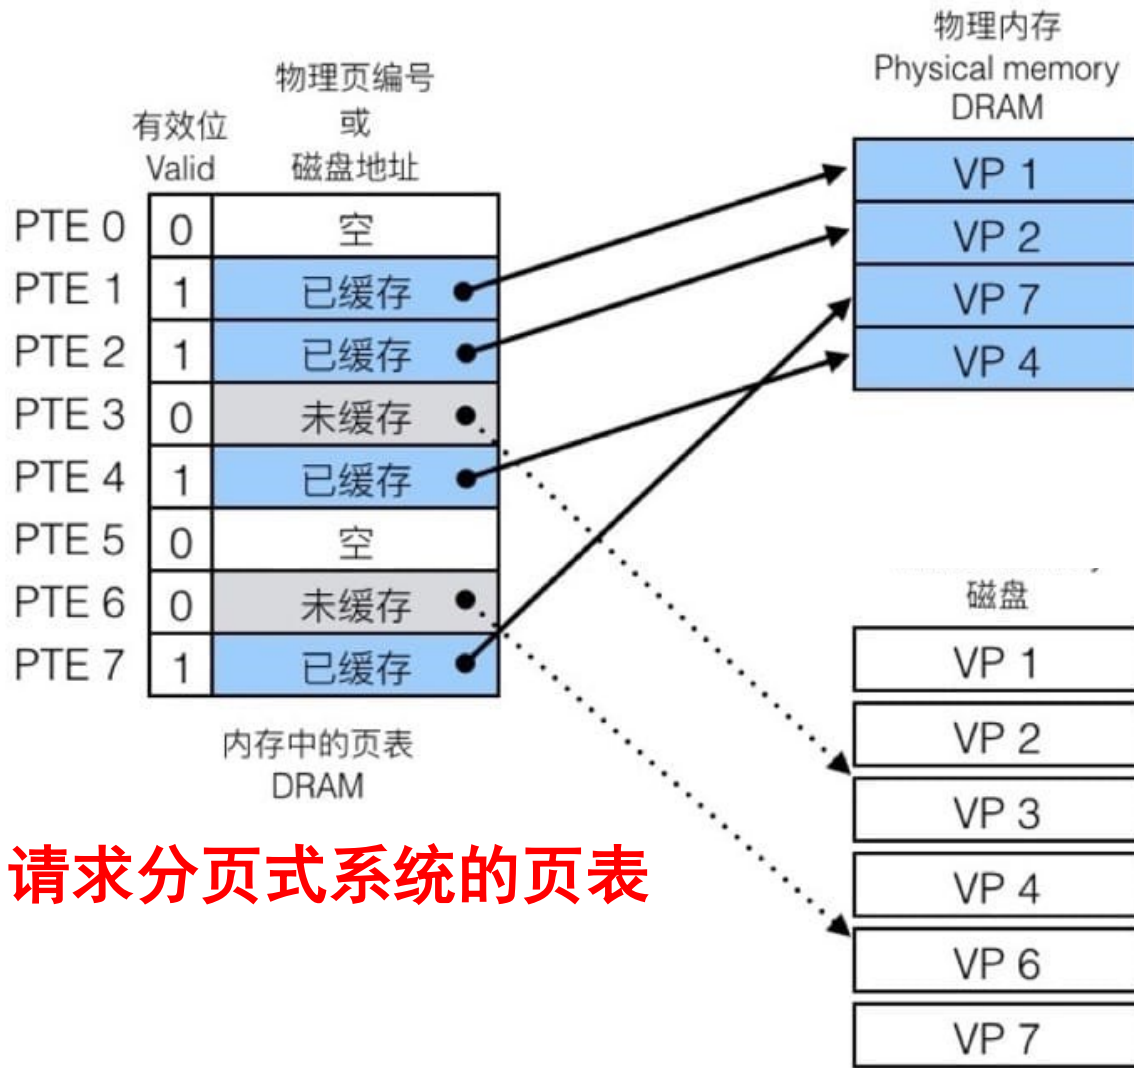 物理页编号
或
磁盘地址
有效位
Valid
PTE 0 0 空
PTE 1 1 已缓存
PTE 2 1 已缓存
PTE 3 0 未缓存
PTE 4 1 已缓存
PTE 5 0 空
PTE 6 0 未缓存
PTE 7 1 已缓存
内存中的页表
DRAM
请求分页式系统的页表
物理内存
Physical memory
DRAM
VP 1
VP 2
VP 7
VP 4
磁盘
VP 1
VP 2
VP 3
VP 4
VP 6
VP 7